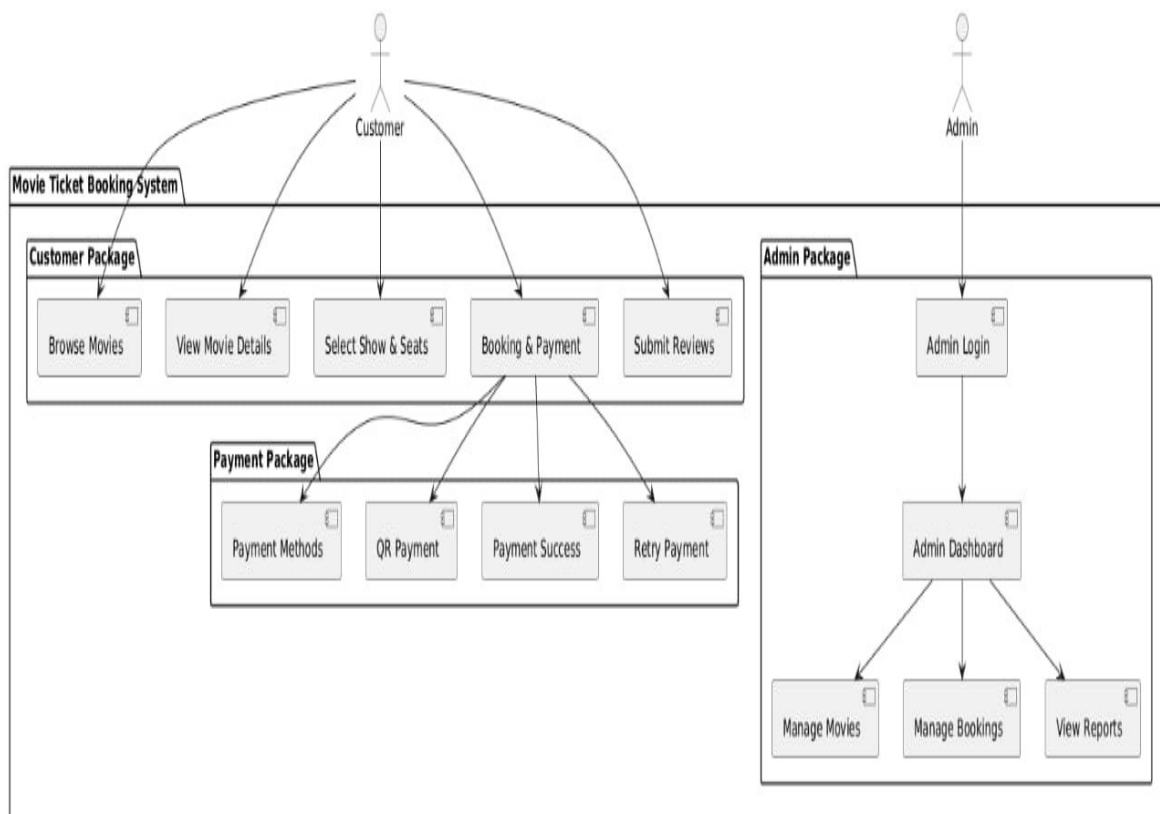 Customer
Admin
Movie Ticket Booking System
Customer Package
Admin Package
Browse Movies
View Movie Details
Select Show & Seats
Booking & Payment
Submit Reviews
Admin Login
Payment Package
Payment Methods
QR Payment
Payment Success
Retry Payment
Admin Dashboard
Manage Movies
Manage Bookings
View Reports